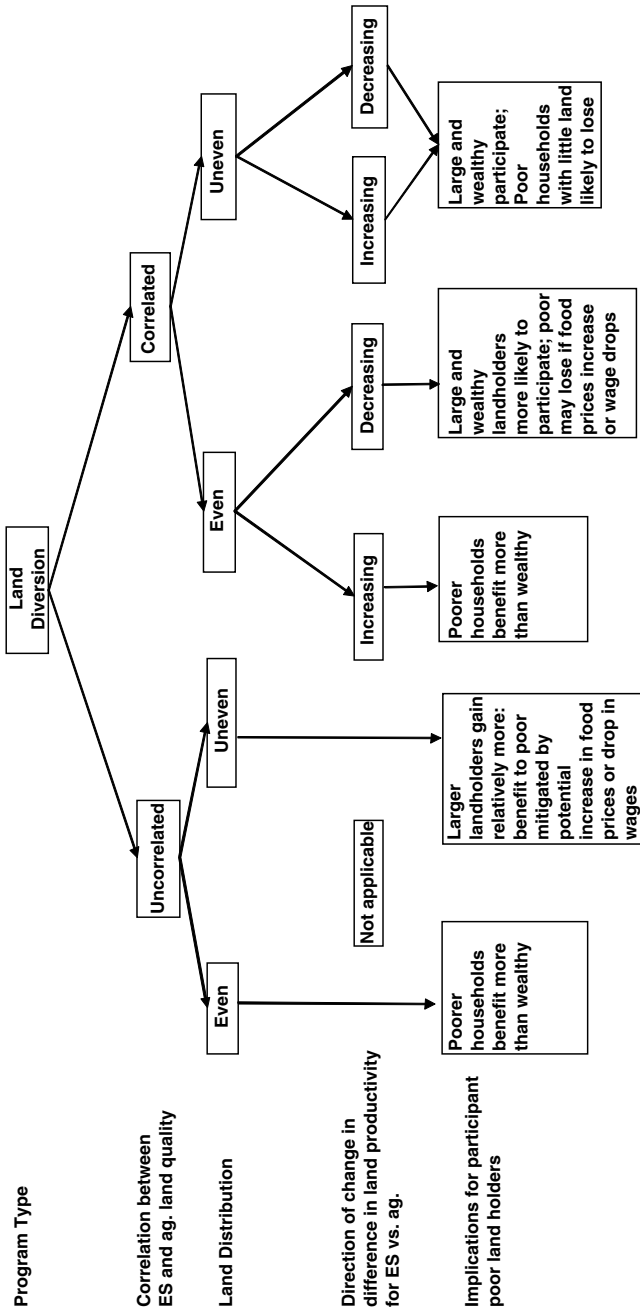 Program Type
Land
Diversion
Correlation between
ES and ag. land quality
Uncorrelated
Correlated
Land Distribution
Even
Uneven
Even
Uneven
Direction of change in
difference in land productivity
for ES vs. ag.
Not applicable
Increasing
Decreasing
Increasing
Decreasing
Implications for participant
poor land holders
Poorer
households
benefit more
than wealthy
Larger
landholders gain
relatively more:
benefit to poor
mitigated by
potential
increase in food
prices or drop in
wages
Poorer
households
benefit more
than wealthy
Large and
wealthy
landholders
more likely to
participate; poor
may lose if food
prices increase
or wage drops
Large and
wealthy
participate;
Poor
households
with little land
likely to lose